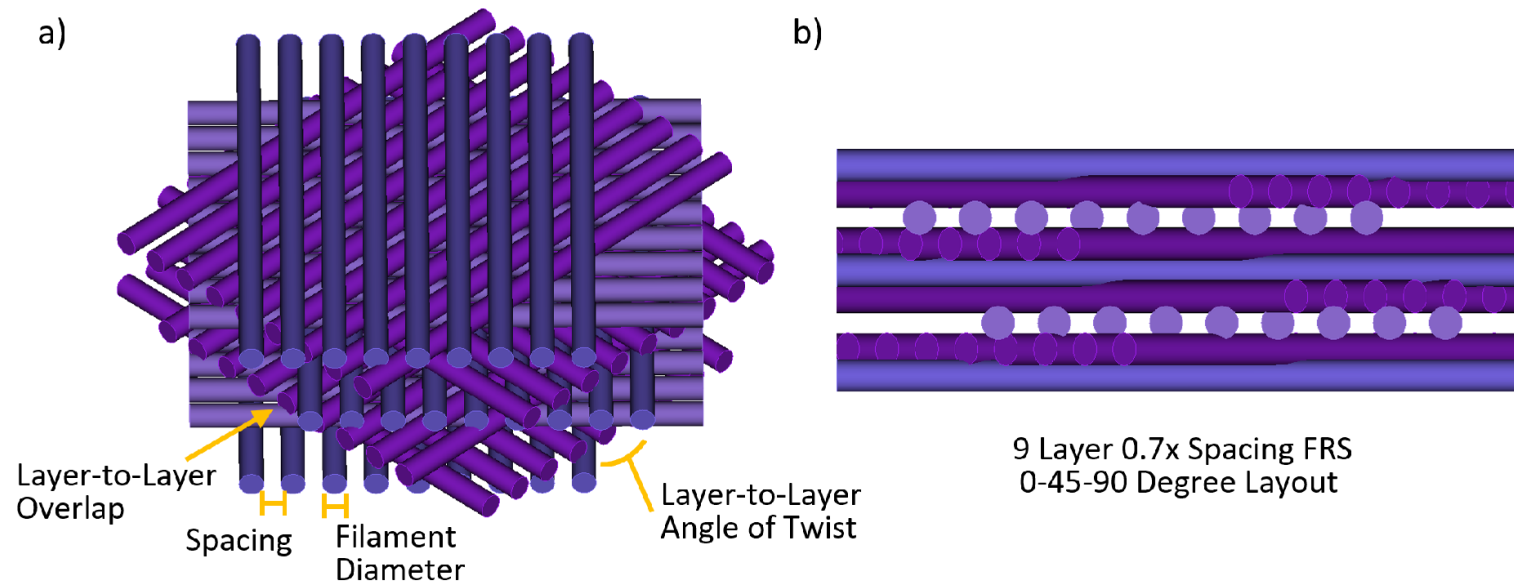 a)
b)
Layer-to-Layer
Overlap
Spacing
Filament
Diameter
Layer-to-Layer
Angle of Twist
9 Layer 0.7x Spacing FRS
0-45-90 Degree Layout